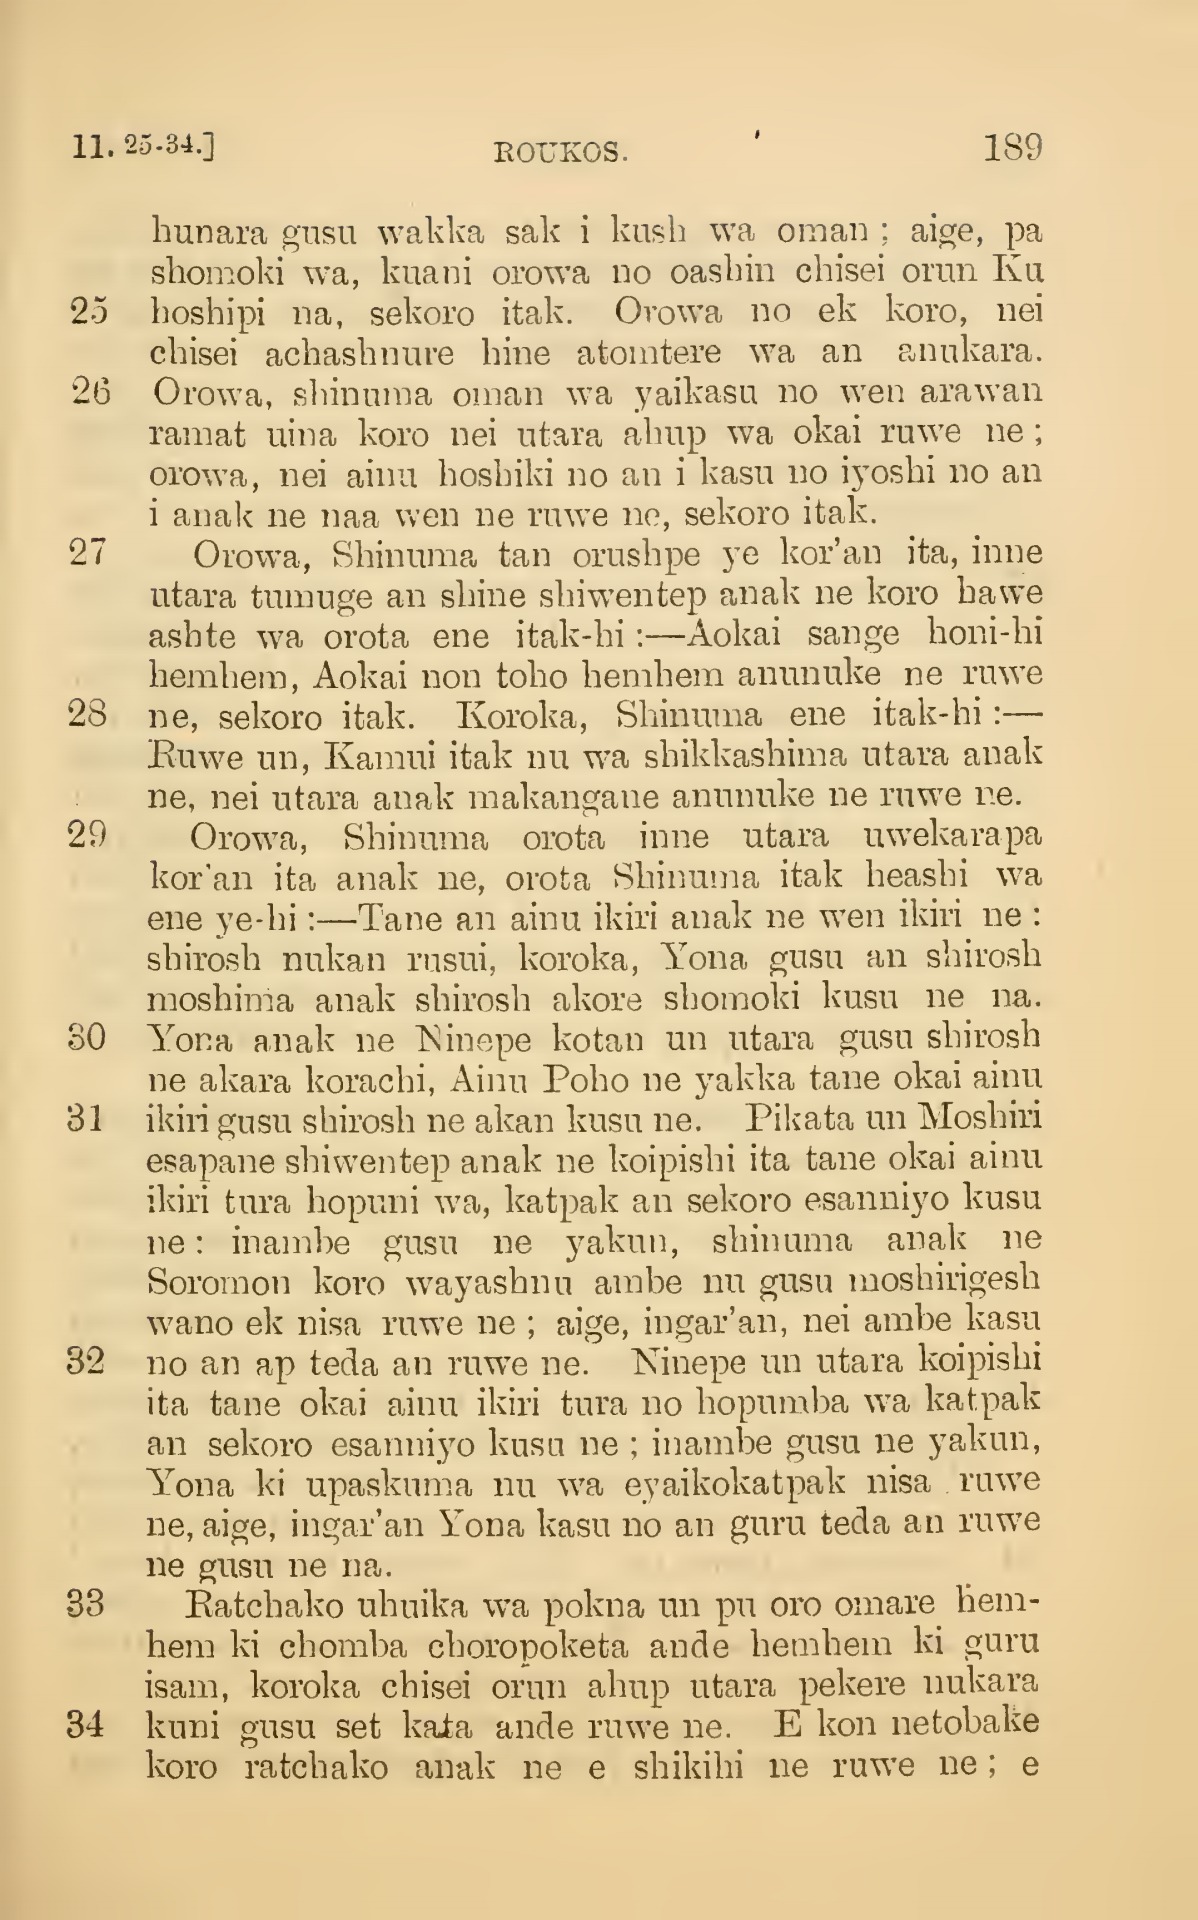 11. 25-34.] ROUKOS. 189
hunara gusu wakka sak i kush wa oman ; aige, pa
shomoki wa, kuani orowa no oashin chisei orun Ku
25 hoshipi na, sekoro itak. Orowa no ek koro, nei
chisei achashnure hine atomtere wa an anukara.
26 Orowa, shinuma oman wa yaikasu no wen arawan
ramat uina koro nei utara ahup wa okai ruwe ne ;
orowa, nei ainu hoshiki no an i kasu no iyoshi no an
i anak ne naa wen ne ruwe ne, sekoro itak.
27 Orowa, Shinuma tan orushpe ye kor'an ita, inne
utara tumuge an shine shiwentep anak ne koro hawe
ashte wa orota ene itak-hi :—Aokai sange honi-hi
hemhem, Aokai non toho hemhem anunuke ne ruwe
28 ne, sekoro itak. Koroka, Shinuma ene itak-hi :—
Ruwe un, Kamui itak nu wa shikkashima utara anak
ne, nei utara anak makangane anunuke ne ruwe ne.
29 Orowa, Shinuma orota inne utara uwekarapa
kor'an ita anak ne, orota Shinuma itak heashi wa
ene ye-hi :—Tane an ainu ikiri anak ne wen ikiri ne :
shirosh nukan rusui, koroka, Yona gusu an shirosh
moshima anak shirosh akore shomoki kusu ne na.
30 Yona anak ne Ninepe kotan un utara gusu shirosh
ne akara korachi, Ainu Poho ne yakka tane okai ainu
31 ikiri gusu shirosh ne akan kusu ne. Pikata un Moshiri
esapane shiwentep anak ne koipishi ita tane okai ainu
ikiri tura hopuni wa, katpak an sekoro esanniyo kusu
ne : inambe gusu ne yakun, shinuma anak ne
Soromon koro wayashnu ambe nu gusu moshirigesh
wano ek nisa ruwe ne ; aige, ingar'an, nei ambe kasu
32 no an ap teda an ruwe ne. Ninepe un utara koipishi
ita tane okai ainu ikiri tura no hopumba wa katpak
an sekoro esanniyo kusu ne ; inambe gusu ne yakun,
Yona ki upaskuma nu wa eyaikokatpak nisa ruwe
ne, aige, ingar'an Yona kasu no an guru teda an ruwe
ne gusu ne na.
33 Ratchako uhuika wa pokna un pu oro omare hem-
hem ki chomba choropoketa ande hemhem ki guru
isam, koroka chisei orun ahup utara pekere nukara
34 kuni gusu set kata ande ruwe ne. E kon netobake
koro ratchako anak ne e shikihi ne ruwe ne ; e